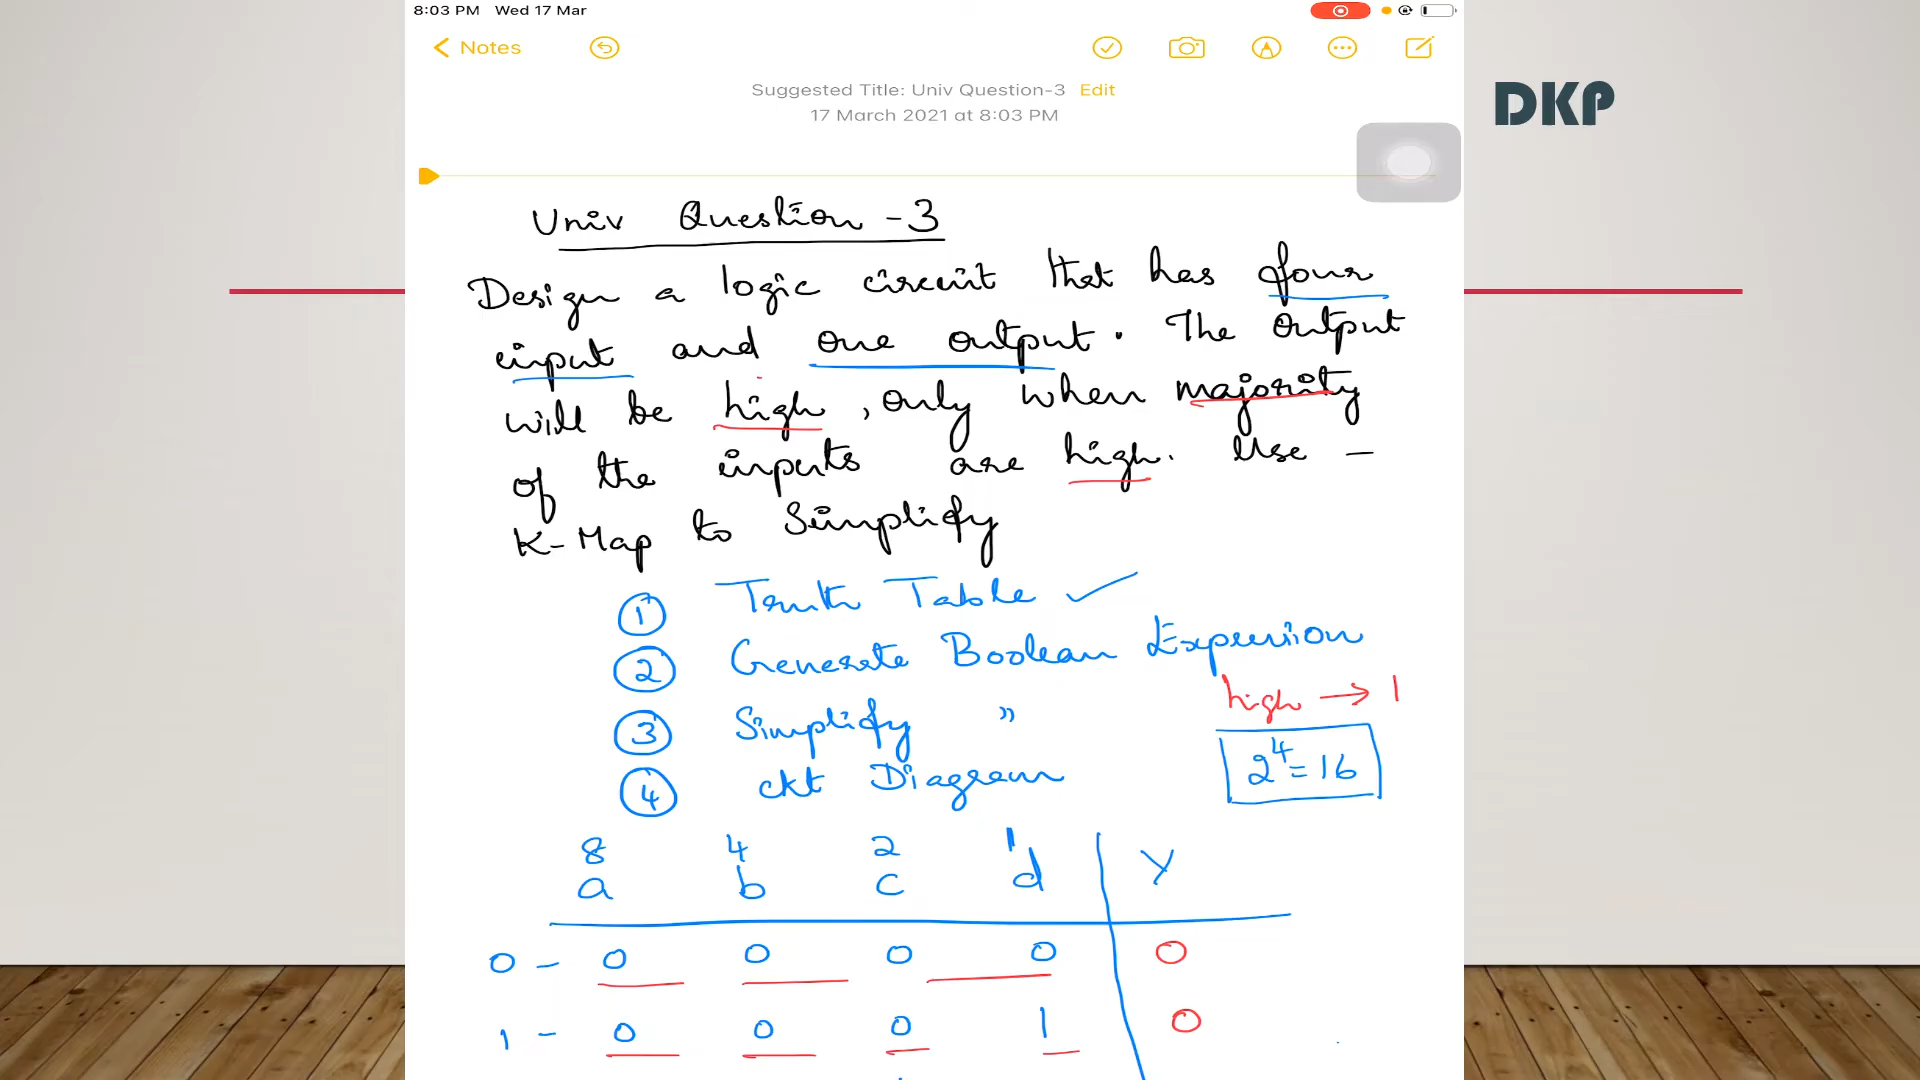 8:03 PM Wed 17 Mar
Notes
Suggested Title: Univ Question-3 Edit
17 March 2021 at 8:03 PM
DKP
Univ Question -3
Design a logic circuit that has four
input and one output. The output
will be high, only when majority
of the inputs are high. Use -
K-Map to Simplify
1 Truth Table ✓
2 Generate Boolean Expression
3 Simplify "
high → 1
4 ckt Diagram
2^4 = 16
8 4 2 1
a b c d Y
0 - 0 0 0 0 0
1 - 0 0 0 1 0